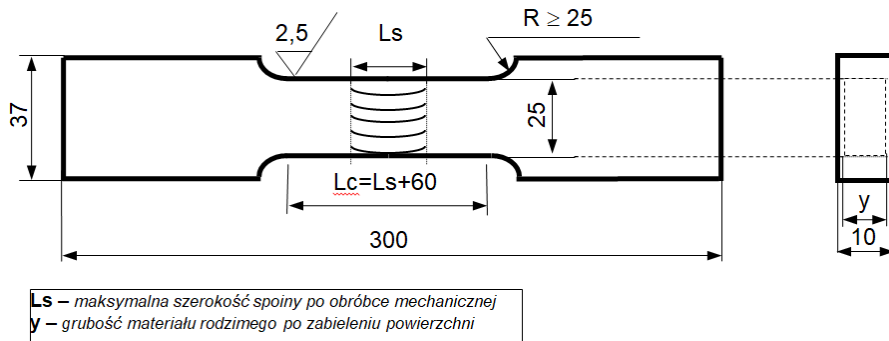 2,5
Ls
R ≥ 25
37
25
Lc=Ls+60
y
10
300
Ls – maksymalna szerokość spoiny po obróbce mechanicznej
y – grubość materiału rodzimego po zabieleniu powierzchni